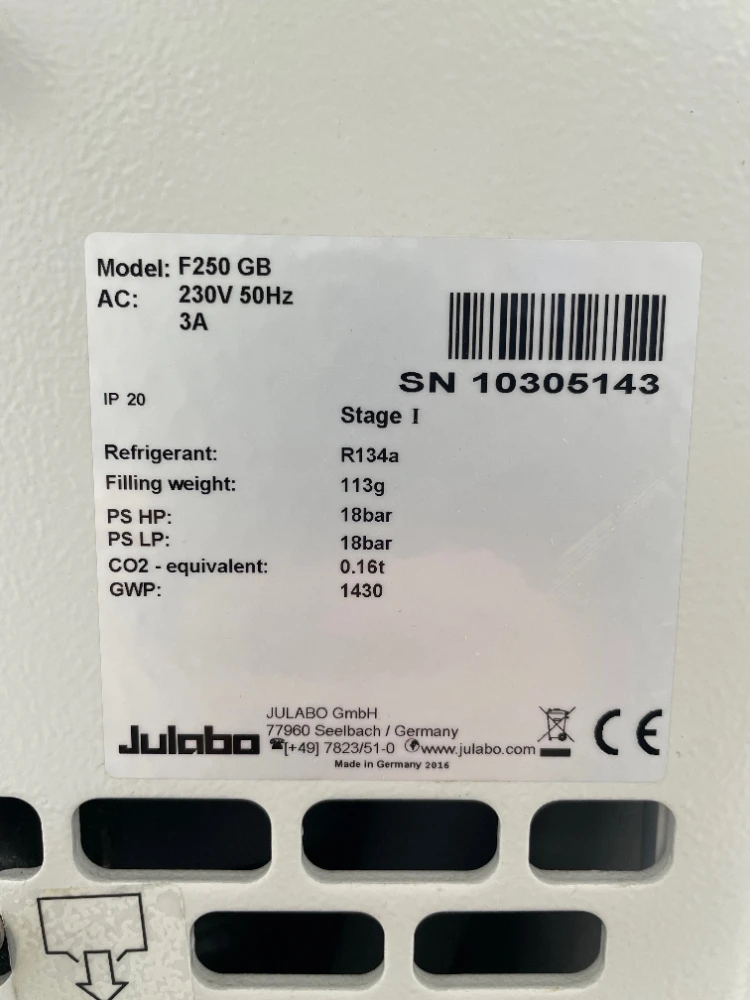 Model: F250 GB
AC: 230V 50Hz
3A
SN 10305143
IP 20
Stage I
Refrigerant: R134a
Filling weight: 113g
PS HP: 18bar
PS LP: 18bar
CO2 - equivalent: 0.16t
GWP: 1430
JULABO GmbH
77960 Seelbach / Germany
Julabo ☎[+49] 7823/51-0 www.julabo.com
Made in Germany 2016
CE